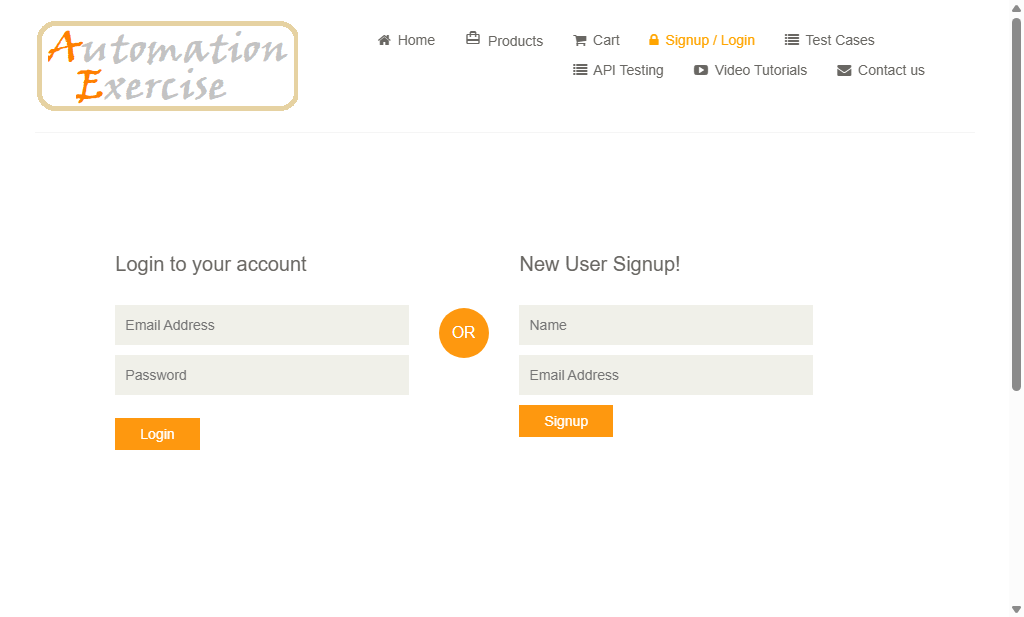 Automation
Exercise
Home Products Cart Signup / Login Test Cases
API Testing Video Tutorials Contact us
Login to your account
Email Address
Password
Login
OR
New User Signup!
Name
Email Address
Signup